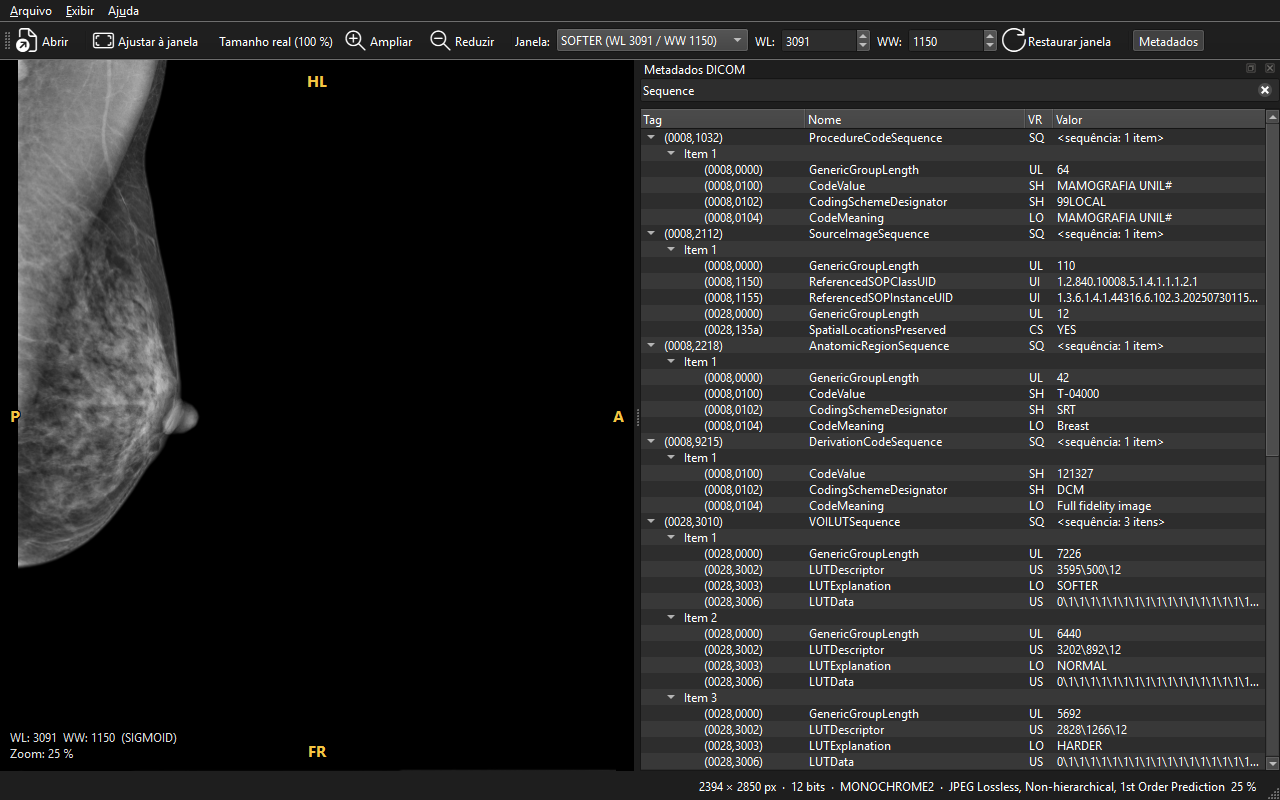 Arquivo Exibir Ajuda
Abrir Ajustar à janela Tamanho real (100 %) Ampliar Reduzir Janela: SOFTER (WL 3091 / WW 1150) WL: 3091 WW: 1150 Restaurar janela Metadados
HL
P
A
FR
WL: 3091 WW: 1150 (SIGMOID)
Zoom: 25 %
Metadados DICOM
Sequence
Tag Nome VR Valor
(0008,1032) ProcedureCodeSequence SQ <sequência: 1 item>
Item 1
(0008,0000) GenericGroupLength UL 64
(0008,0100) CodeValue SH MAMOGRAFIA UNIL#
(0008,0102) CodingSchemeDesignator SH 99LOCAL
(0008,0104) CodeMeaning LO MAMOGRAFIA UNIL#
(0008,2112) SourceImageSequence SQ <sequência: 1 item>
Item 1
(0008,0000) GenericGroupLength UL 110
(0008,1150) ReferencedSOPClassUID UI 1.2.840.10008.5.1.4.1.1.1.2.1
(0008,1155) ReferencedSOPInstanceUID UI 1.3.6.1.4.1.44316.6.102.3.20250730115...
(0028,0000) GenericGroupLength UL 12
(0028,135a) SpatialLocationsPreserved CS YES
(0008,2218) AnatomicRegionSequence SQ <sequência: 1 item>
Item 1
(0008,0000) GenericGroupLength UL 42
(0008,0100) CodeValue SH T-04000
(0008,0102) CodingSchemeDesignator SH SRT
(0008,0104) CodeMeaning LO Breast
(0008,9215) DerivationCodeSequence SQ <sequência: 1 item>
Item 1
(0008,0100) CodeValue SH 121327
(0008,0102) CodingSchemeDesignator SH DCM
(0008,0104) CodeMeaning LO Full fidelity image
(0028,3010) VOILUTSequence SQ <sequência: 3 itens>
Item 1
(0028,0000) GenericGroupLength UL 7226
(0028,3002) LUTDescriptor US 3595\500\12
(0028,3003) LUTExplanation LO SOFTER
(0028,3006) LUTData US 0\1\1\1\1\1\1\1\1\1\1\1\1\1\1\1\1\1...
Item 2
(0028,0000) GenericGroupLength UL 6440
(0028,3002) LUTDescriptor US 3202\892\12
(0028,3003) LUTExplanation LO NORMAL
(0028,3006) LUTData US 0\1\1\1\1\1\1\1\1\1\1\1\1\1\1\1\1\1...
Item 3
(0028,0000) GenericGroupLength UL 5692
(0028,3002) LUTDescriptor US 2828\1266\12
(0028,3003) LUTExplanation LO HARDER
(0028,3006) LUTData US 0\1\1\1\1\1\1\1\1\1\1\1\1\1\1\1\1\1...
2394 × 2850 px · 12 bits · MONOCHROME2 · JPEG Lossless, Non-hierarchical, 1st Order Prediction 25 %